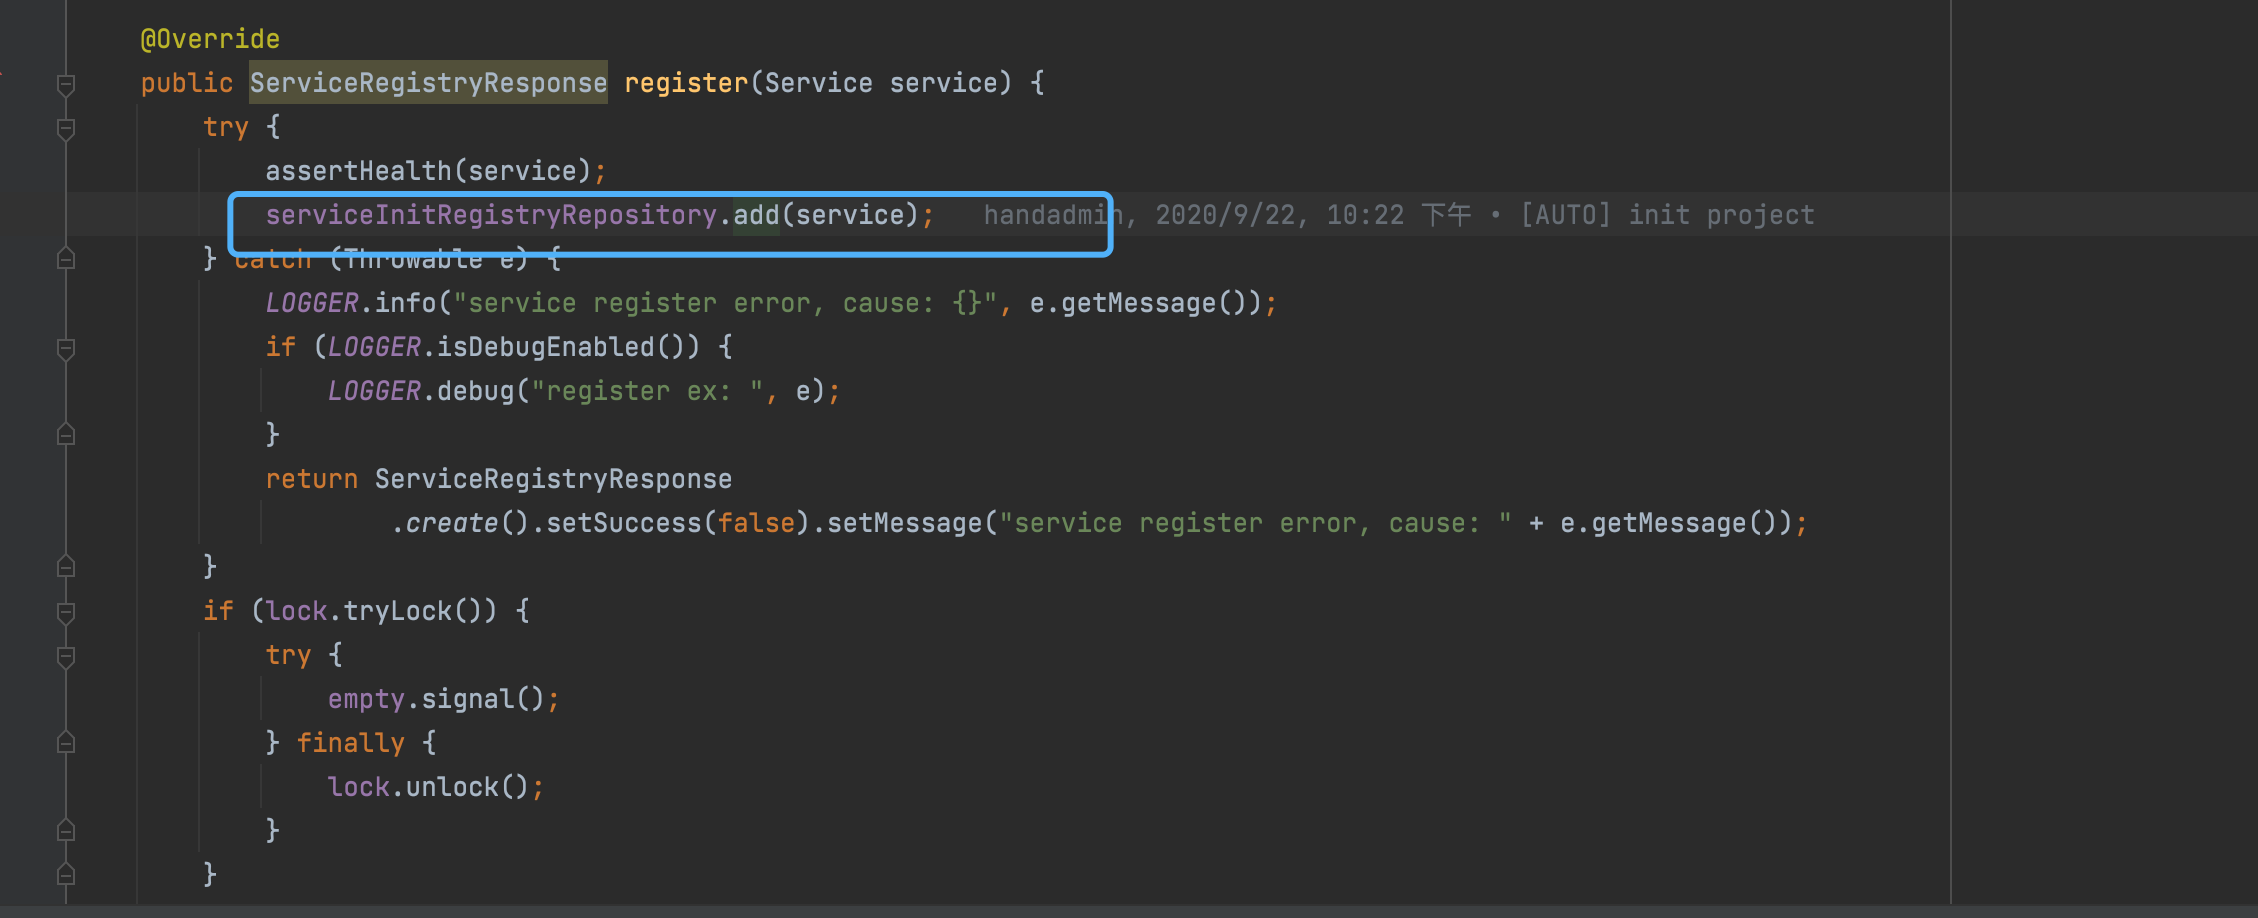 @Override
public ServiceRegistryResponse register(Service service) {
try {
assertHealth(service);
serviceInitRegistryRepository.add(service); handadmin, 2020/9/22, 10:22 下午 • [AUTO] init project
} catch (Throwable e) {
LOGGER.info("service register error, cause: {}", e.getMessage());
if (LOGGER.isDebugEnabled()) {
LOGGER.debug("register ex: ", e);
}
return ServiceRegistryResponse
.create().setSuccess(false).setMessage("service register error, cause: " + e.getMessage());
}
if (lock.tryLock()) {
try {
empty.signal();
} finally {
lock.unlock();
}
}